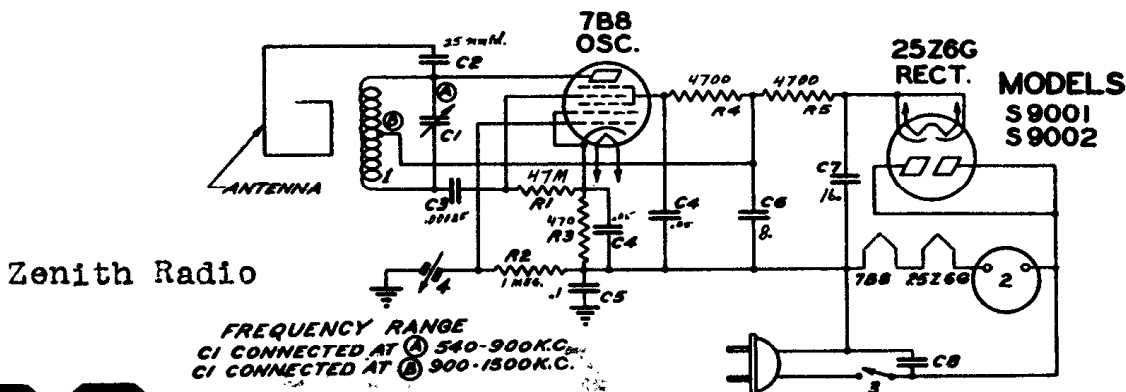 7B8
OSC.
25Z6G
RECT.
MODELS
S9001
S9002
25 mmfd.
C2
A
C1
B
1
ANTENNA
4700
R4
4700
R5
C7
16.
47M
R1
C3
.00025
470
R3
.05
C4
C4
.05
C6
8.
R2
1 MEG.
4
.1
C5
7B8
25Z6G
2
C8
3
Zenith Radio
FREQUENCY RANGE
C1 CONNECTED AT A 540-900K.C.
C1 CONNECTED AT B 900-1500K.C.